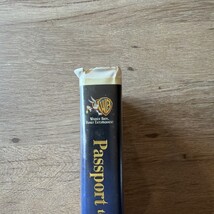 Warner Bros.
Family Entertainment
Passport t